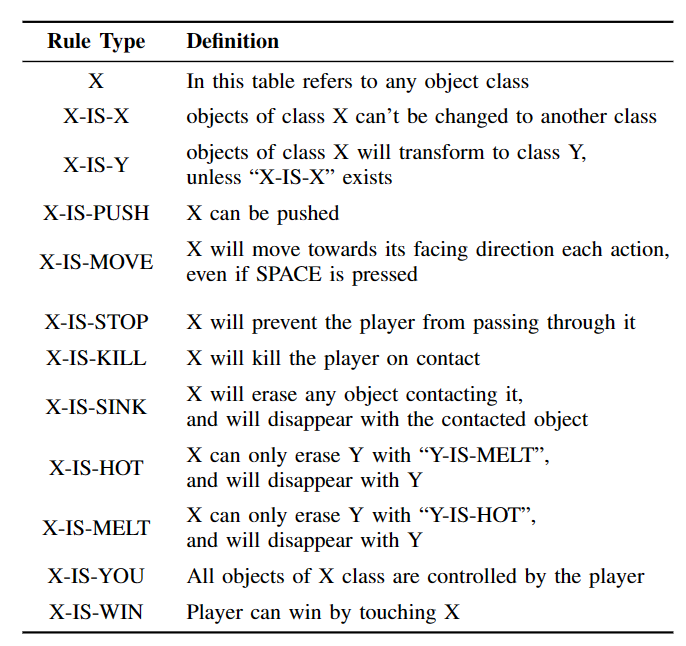 Rule Type Definition
X In this table refers to any object class
X-IS-X objects of class X can't be changed to another class
X-IS-Y objects of class X will transform to class Y,
unless “X-IS-X” exists
X-IS-PUSH X can be pushed
X-IS-MOVE X will move towards its facing direction each action,
even if SPACE is pressed
X-IS-STOP X will prevent the player from passing through it
X-IS-KILL X will kill the player on contact
X-IS-SINK X will erase any object contacting it,
and will disappear with the contacted object
X-IS-HOT X can only erase Y with “Y-IS-MELT”,
and will disappear with Y
X-IS-MELT X can only erase Y with “Y-IS-HOT”,
and will disappear with Y
X-IS-YOU All objects of X class are controlled by the player
X-IS-WIN Player can win by touching X